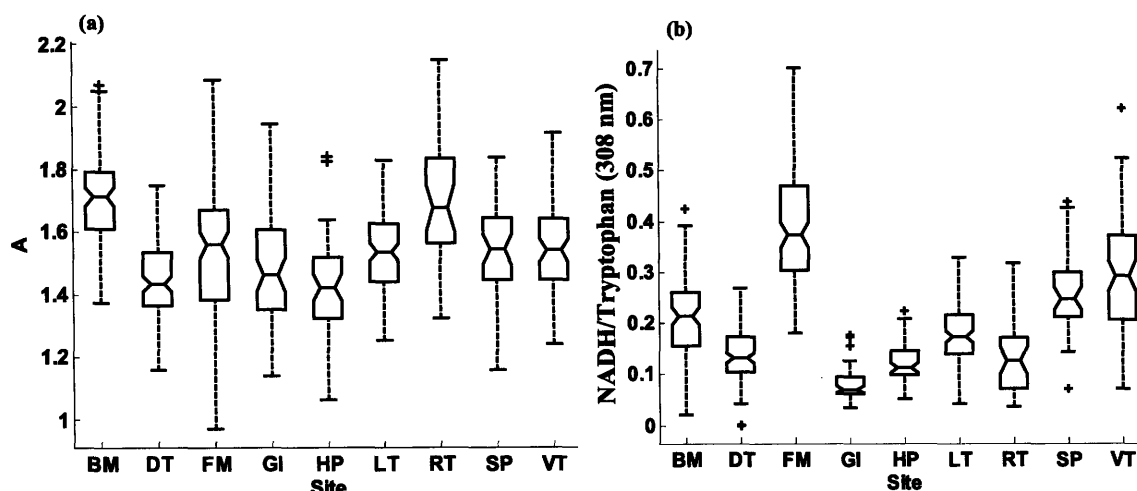 (a)
2.2
2
1.8
1.6
1.4
1.2
1
A
BM DT FM GI HP LT RT SP VT
Site
(b)
0.7
0.6
0.5
0.4
0.3
0.2
0.1
0
NADH/Tryptophan (308 nm)
BM DT FM GI HP LT RT SP VT
Site